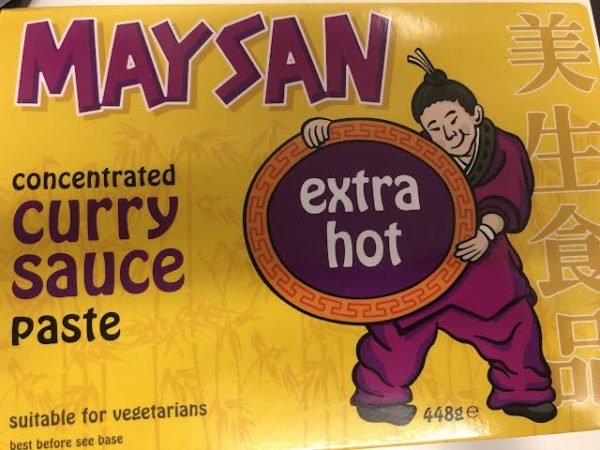 MAYSAN
concentrated
curry
sauce
paste
extra
hot
suitable for vegetarians
best before see base
448g e
美生食品